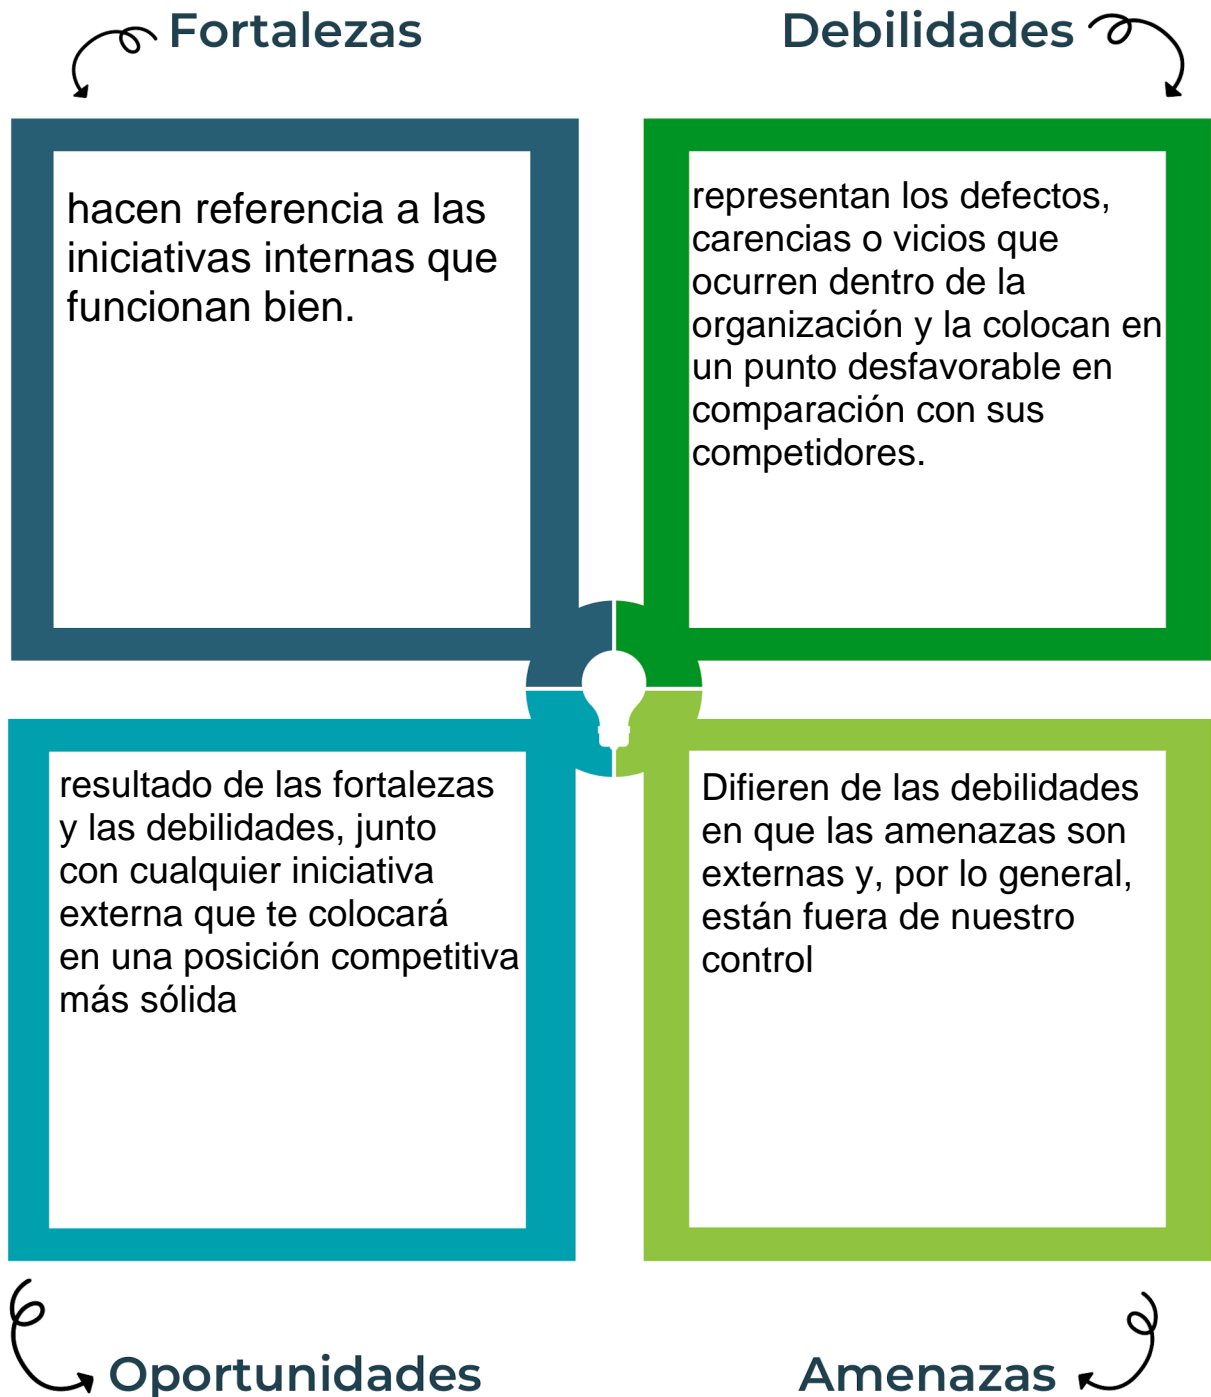 Fortalezas
hacen referencia a las
iniciativas internas que
funcionan bien.
Debilidades
representan los defectos,
carencias o vicios que
ocurren dentro de la
organización y la colocan en
un punto desfavorable en
comparación con sus
competidores.
resultado de las fortalezas
y las debilidades, junto
con cualquier iniciativa
externa que te colocará
en una posición competitiva
más sólida
Oportunidades
Difieren de las debilidades
en que las amenazas son
externas y, por lo general,
están fuera de nuestro
control
Amenazas